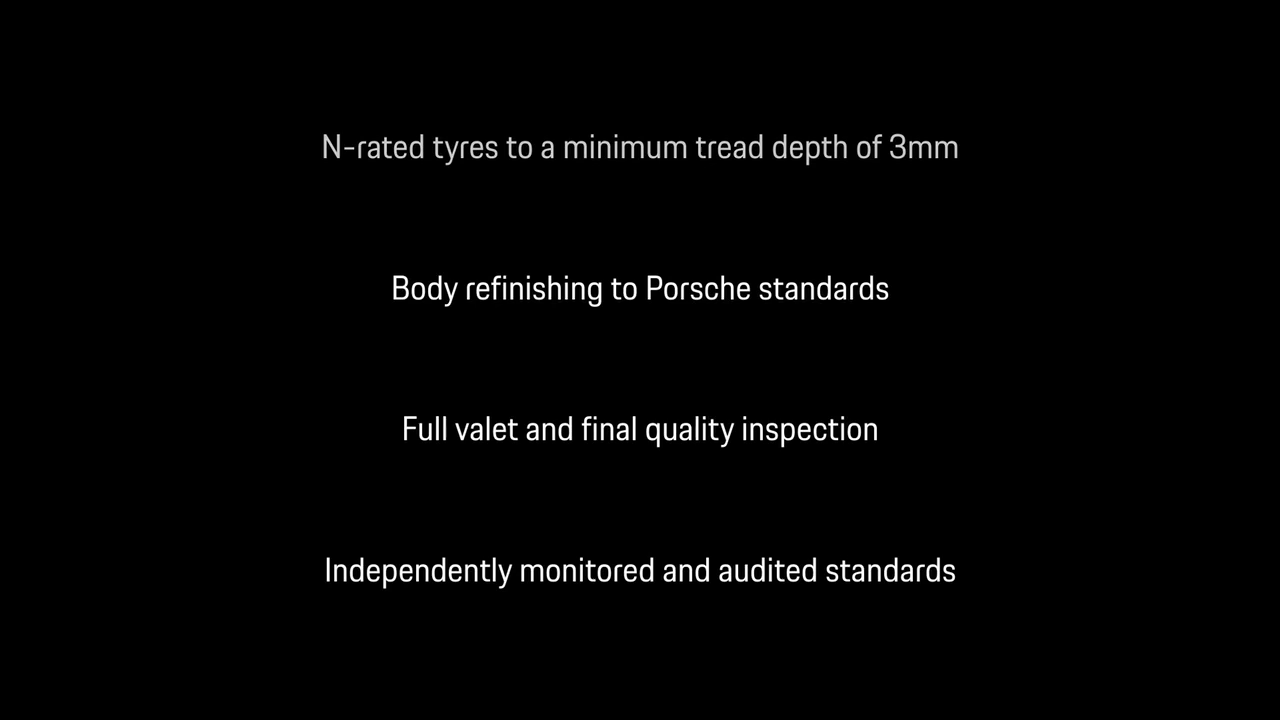 N-rated tyres to a minimum tread depth of 3mm
Body refinishing to Porsche standards
Full valet and final quality inspection
Independently monitored and audited standards